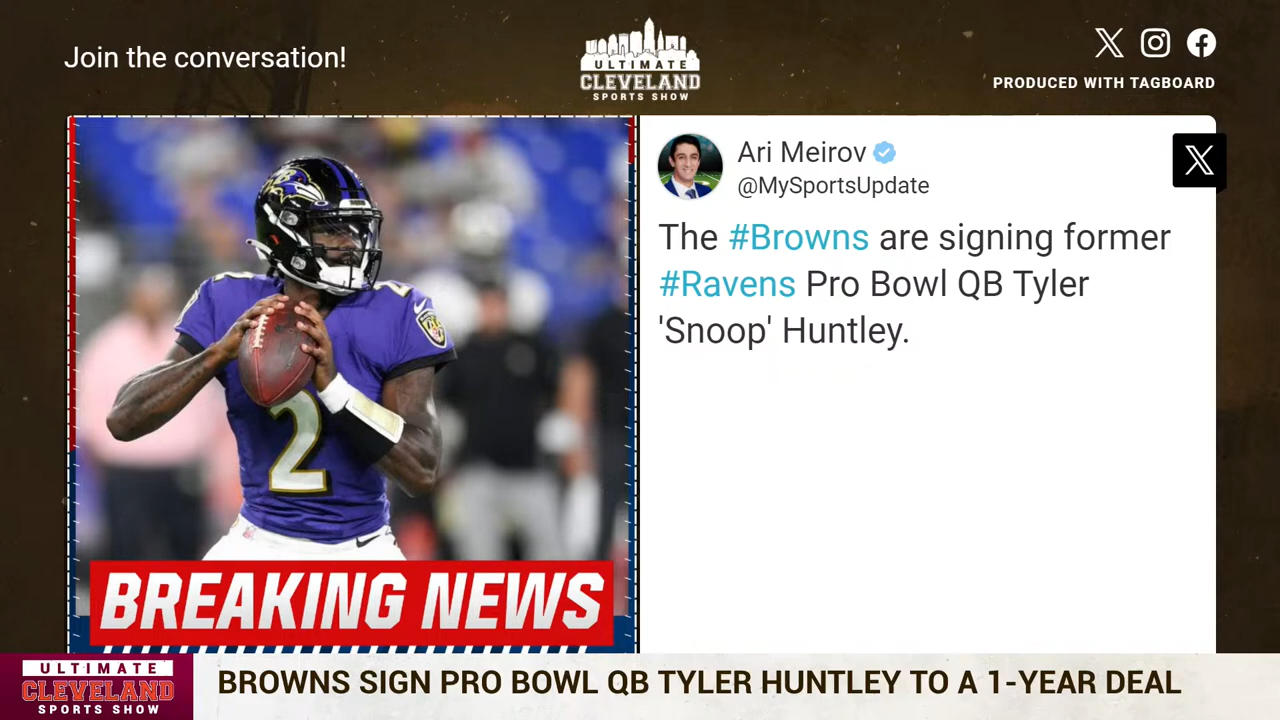 Join the conversation!
ULTIMATE
CLEVELAND
SPORTS SHOW
PRODUCED WITH TAGBOARD
Ari Meirov
@MySportsUpdate
The #Browns are signing former
#Ravens Pro Bowl QB Tyler
'Snoop' Huntley.
2
BREAKING NEWS
ULTIMATE
CLEVELAND
SPORTS SHOW
BROWNS SIGN PRO BOWL QB TYLER HUNTLEY TO A 1-YEAR DEAL